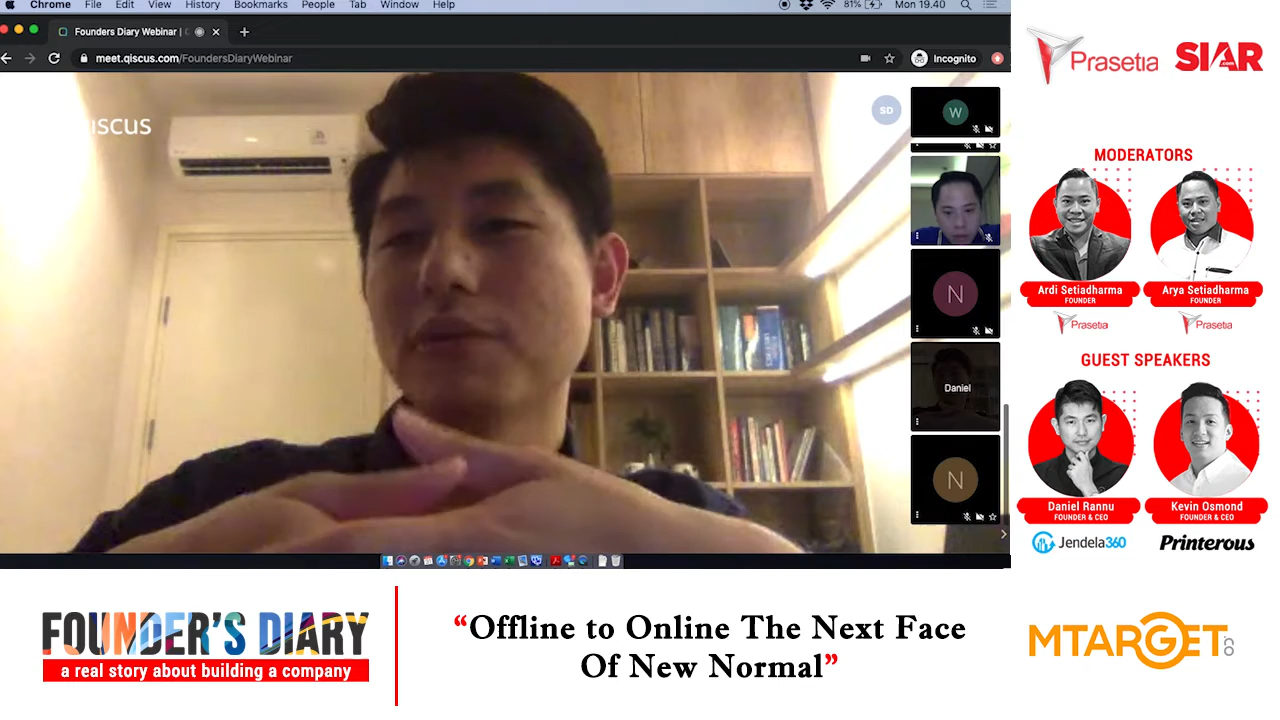 Chrome File Edit View History Bookmarks People Tab Window Help 81% Mon 19.40
Founders Diary Webinar |
meet.qiscus.com/FoundersDiaryWebinar Incognito
iscus
SD
W
N
Daniel
N
Prasetia SIAR.com
MODERATORS
Ardi Setiadharma
FOUNDER
Prasetia
Arya Setiadharma
FOUNDER
Prasetia
GUEST SPEAKERS
Daniel Rannu
FOUNDER & CEO
Jendela360
Kevin Osmond
FOUNDER & CEO
Printerous
FOUNDER'S DIARY
a real story about building a company
“Offline to Online The Next Face
Of New Normal”
MTARGET.co